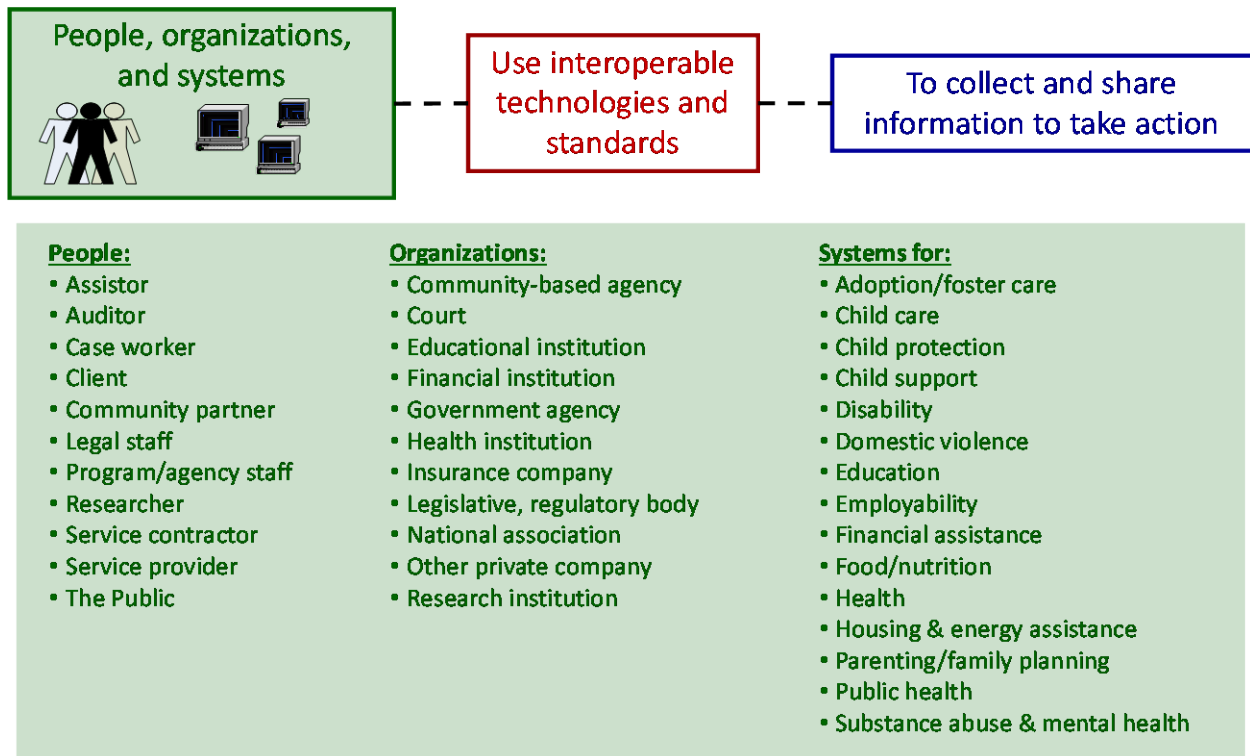 People, organizations,
and systems
Use interoperable
technologies and
standards
To collect and share
information to take action
People:
• Assistor
• Auditor
• Case worker
• Client
• Community partner
• Legal staff
• Program/agency staff
• Researcher
• Service contractor
• Service provider
• The Public
Organizations:
• Community-based agency
• Court
• Educational institution
• Financial institution
• Government agency
• Health institution
• Insurance company
• Legislative, regulatory body
• National association
• Other private company
• Research institution
Systems for:
• Adoption/foster care
• Child care
• Child protection
• Child support
• Disability
• Domestic violence
• Education
• Employability
• Financial assistance
• Food/nutrition
• Health
• Housing & energy assistance
• Parenting/family planning
• Public health
• Substance abuse & mental health